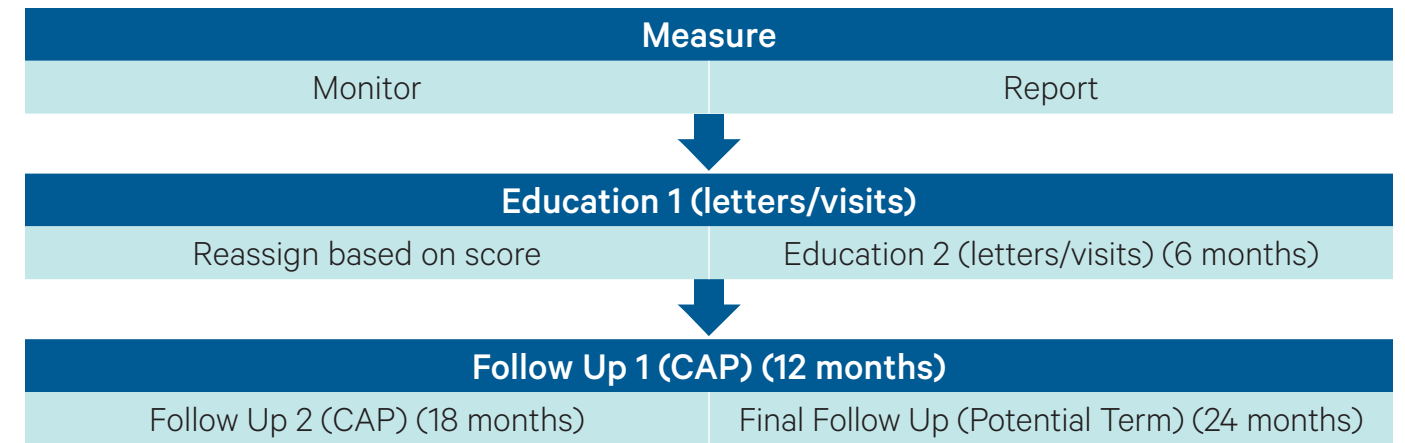 Measure
Monitor
Report
Education 1 (letters/visits)
Reassign based on score
Education 2 (letters/visits) (6 months)
Follow Up 1 (CAP) (12 months)
Follow Up 2 (CAP) (18 months)
Final Follow Up (Potential Term) (24 months)